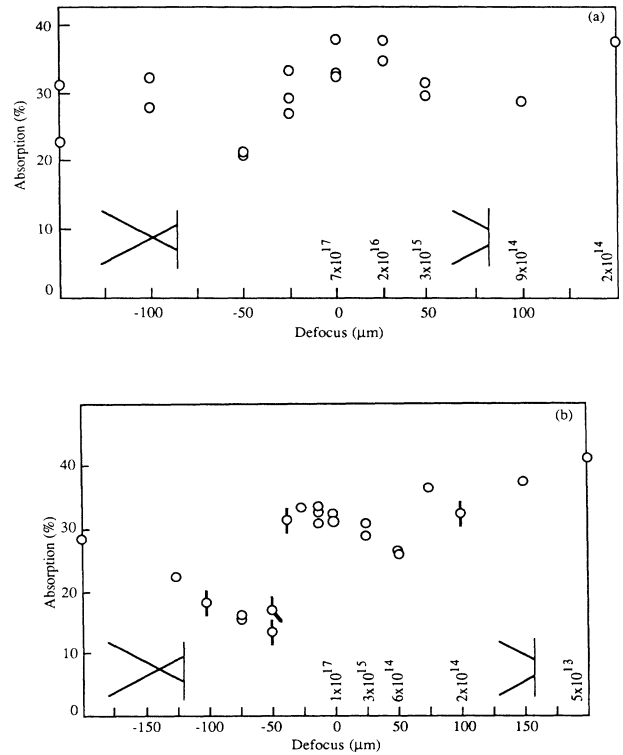 (a)
40
30
20
10
0
Absorption (%)
7x10^17
2x10^16
3x10^15
9x10^14
2x10^14
-100
-50
0
50
100
Defocus (μm)
(b)
40
30
20
10
0
Absorption (%)
1x10^17
3x10^15
6x10^14
2x10^14
5x10^13
-150
-100
-50
0
50
100
150
Defocus (μm)